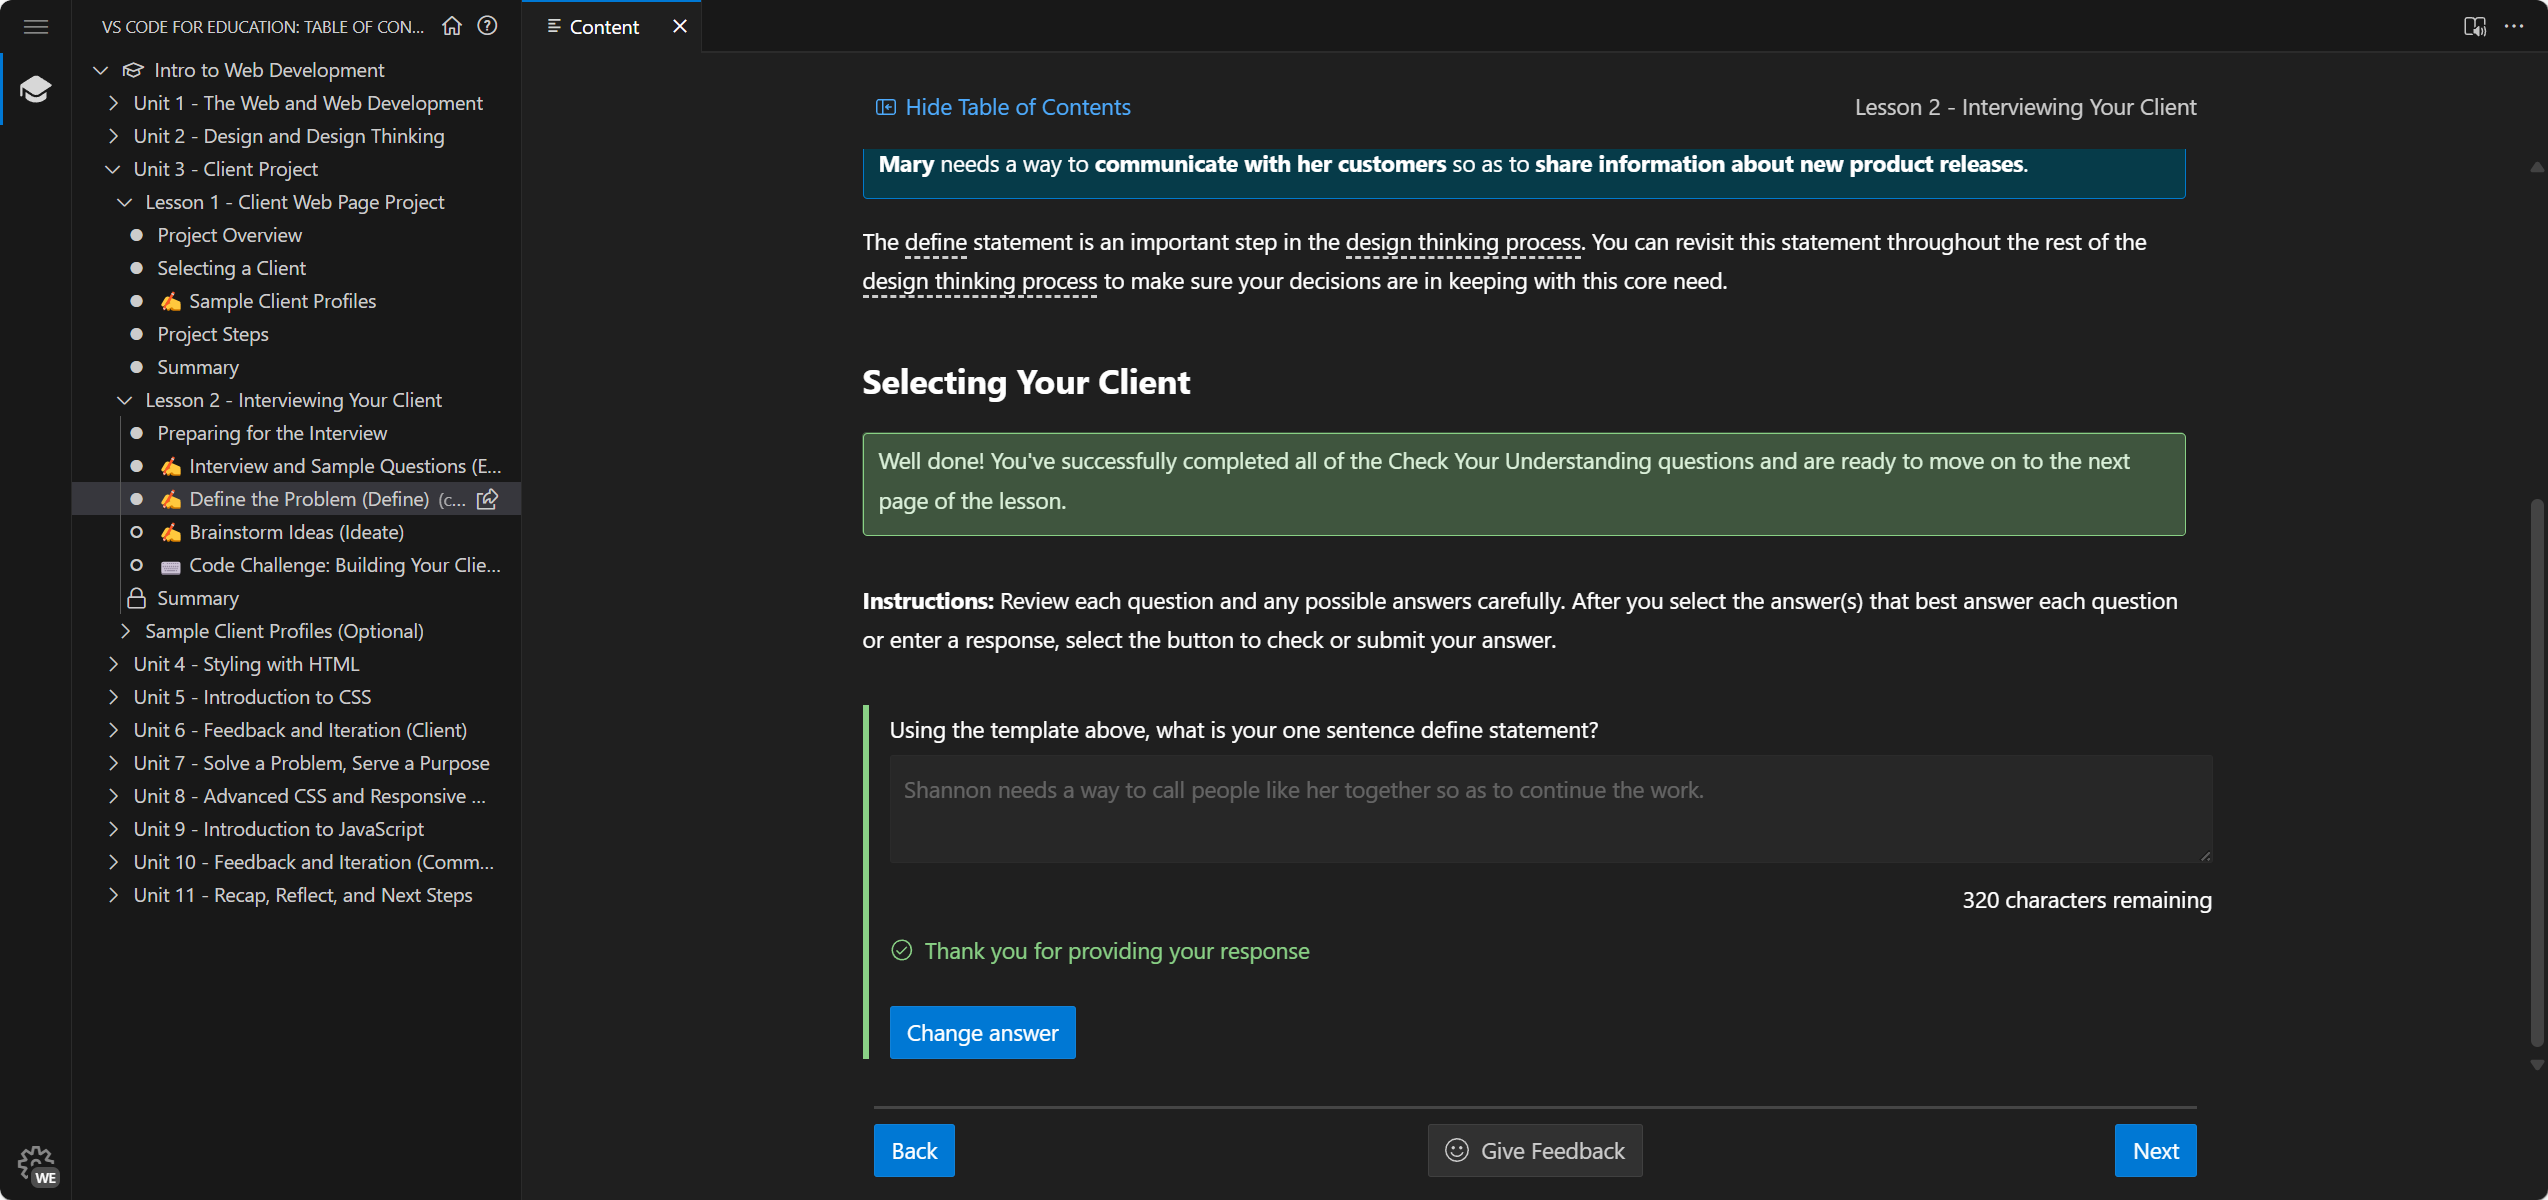 VS CODE FOR EDUCATION: TABLE OF CON...
Intro to Web Development
Unit 1 - The Web and Web Development
Unit 2 - Design and Design Thinking
Unit 3 - Client Project
Lesson 1 - Client Web Page Project
Project Overview
Selecting a Client
Sample Client Profiles
Project Steps
Summary
Lesson 2 - Interviewing Your Client
Preparing for the Interview
Interview and Sample Questions (E...
Define the Problem (Define) (c...
Brainstorm Ideas (Ideate)
Code Challenge: Building Your Clie...
Summary
Sample Client Profiles (Optional)
Unit 4 - Styling with HTML
Unit 5 - Introduction to CSS
Unit 6 - Feedback and Iteration (Client)
Unit 7 - Solve a Problem, Serve a Purpose
Unit 8 - Advanced CSS and Responsive ...
Unit 9 - Introduction to JavaScript
Unit 10 - Feedback and Iteration (Comm...
Unit 11 - Recap, Reflect, and Next Steps
WE
Content
Hide Table of Contents
Lesson 2 - Interviewing Your Client
Mary needs a way to communicate with her customers so as to share information about new product releases.
The define statement is an important step in the design thinking process. You can revisit this statement throughout the rest of the
design thinking process to make sure your decisions are in keeping with this core need.
Selecting Your Client
Well done! You've successfully completed all of the Check Your Understanding questions and are ready to move on to the next
page of the lesson.
Instructions: Review each question and any possible answers carefully. After you select the answer(s) that best answer each question
or enter a response, select the button to check or submit your answer.
Using the template above, what is your one sentence define statement?
Shannon needs a way to call people like her together so as to continue the work.
320 characters remaining
Thank you for providing your response
Change answer
Back
Give Feedback
Next